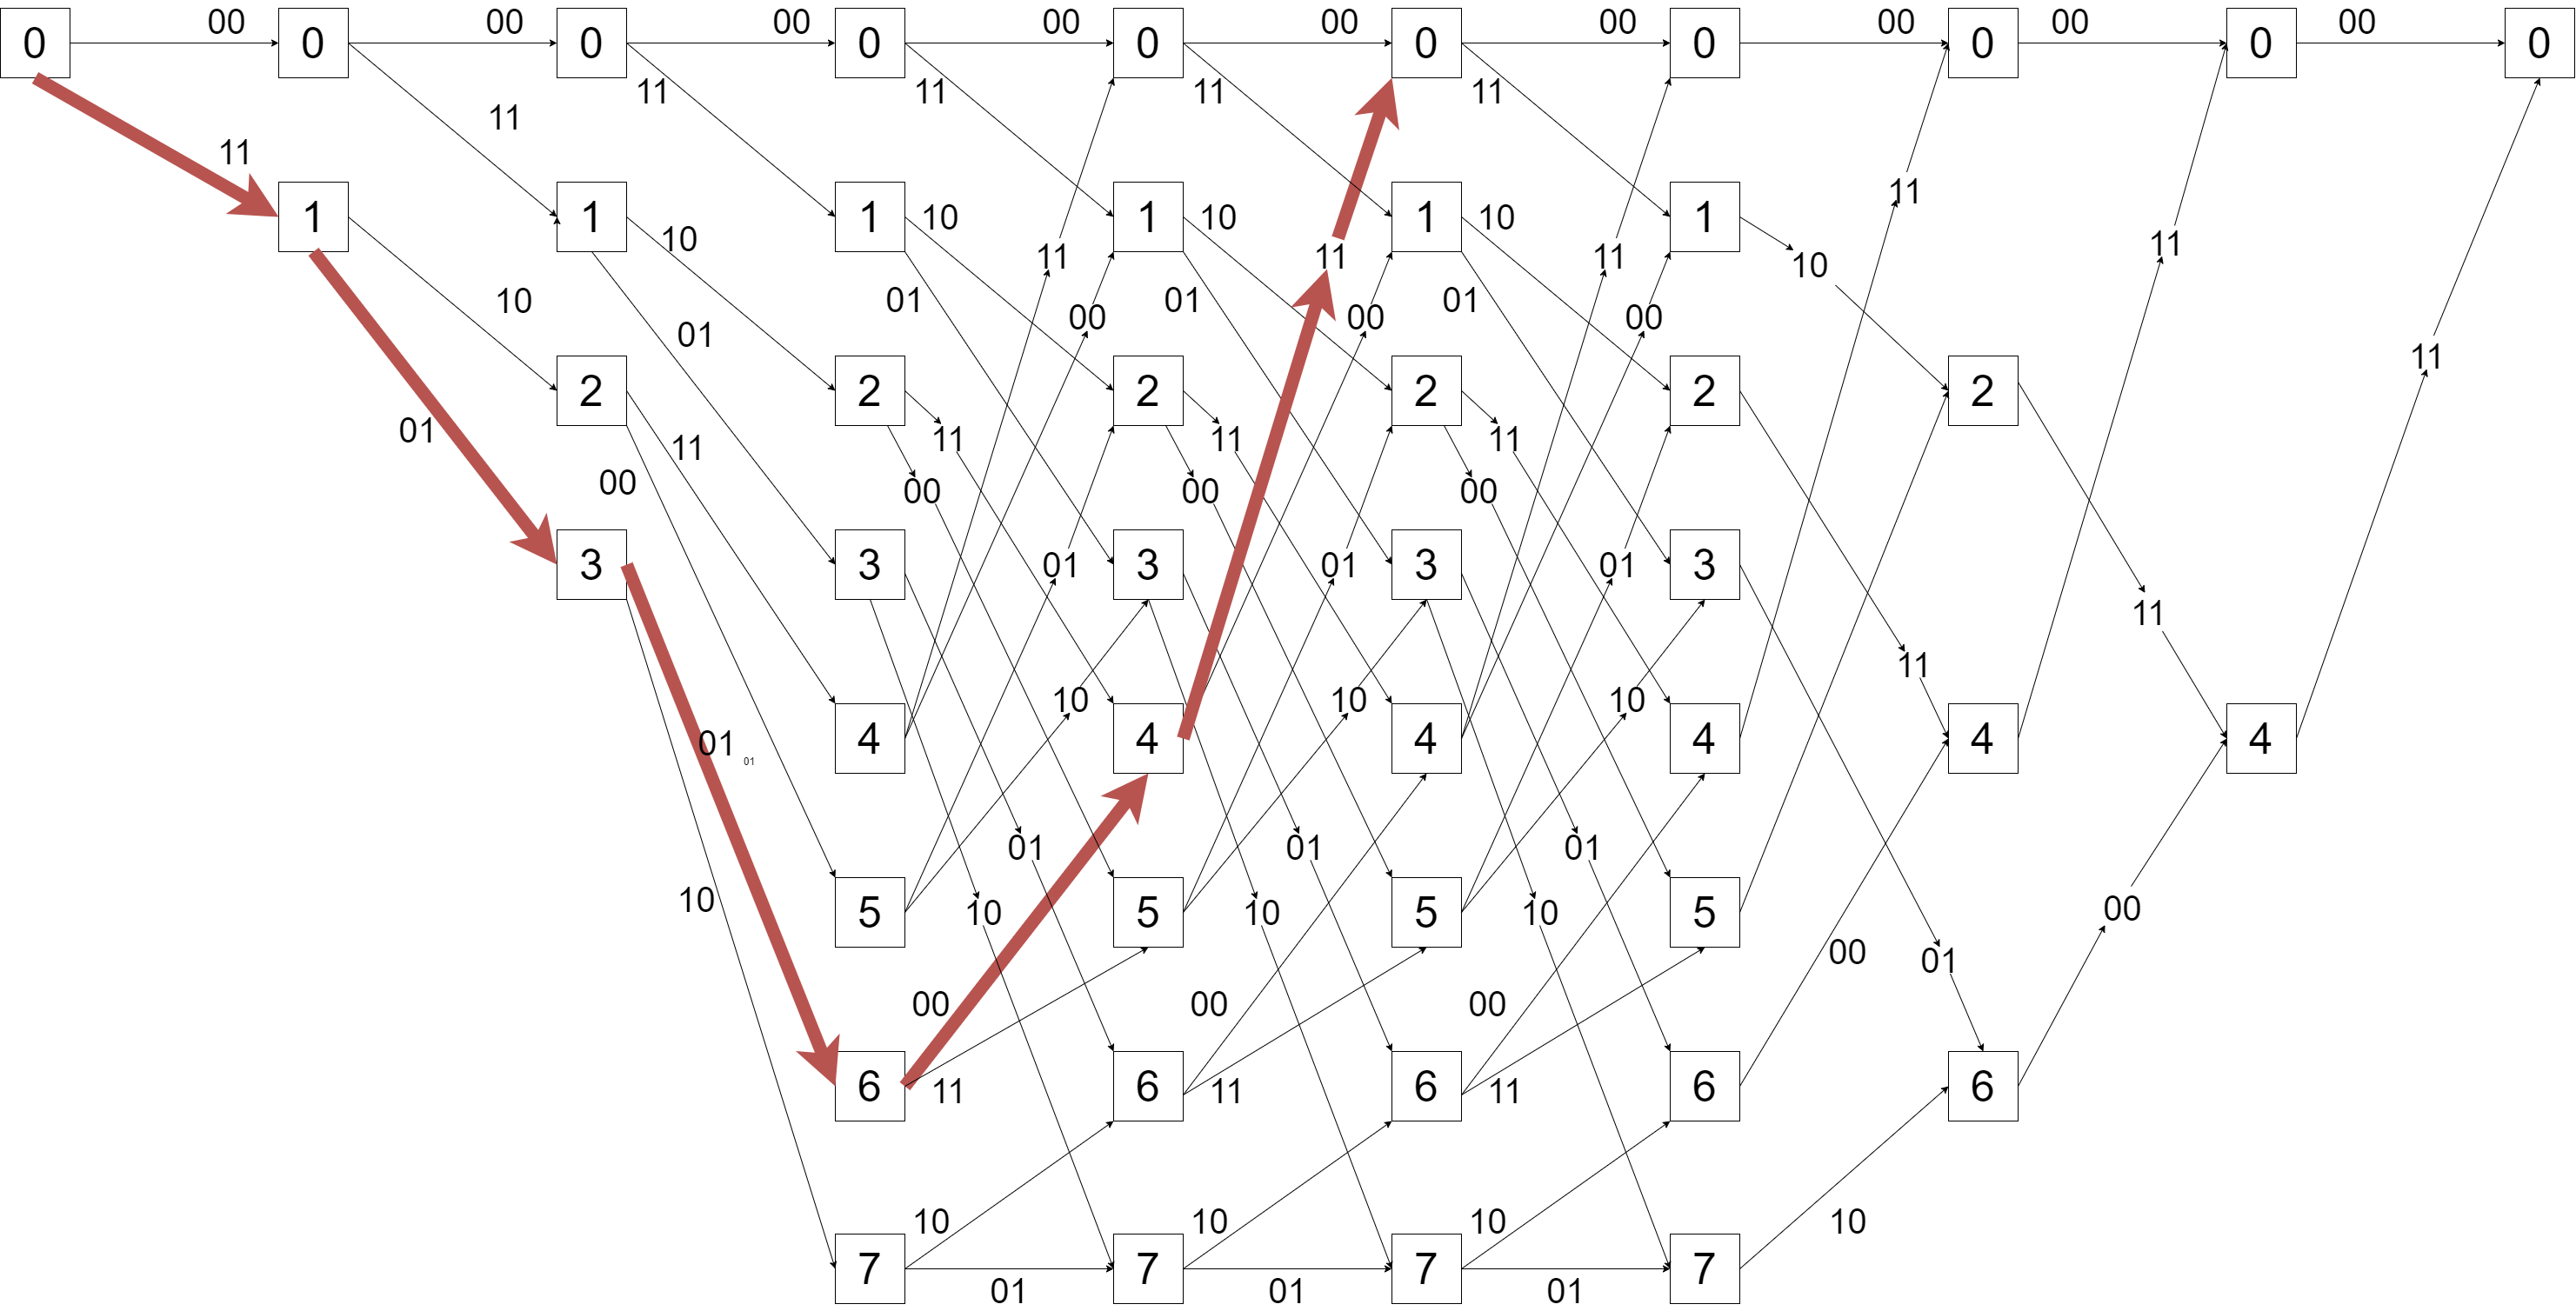 00 00 00 00 00 00 00 00 00
0 0 0 0 0 0 0 0 0 0
11 11 11 11 11
11
11
1 1 1 1 1 1
10 10 10 10 11 11
11 11 11 10
01 01 01
10 00 00 00
01
11
2 2 2 2 2 2
01
11 11 11 11
00 00 00 00
3 3 3 3 3
01 01 01
11
11
10 10 10
4 4 4 4 4 4
01
01
01 01 01
10
5 5 5 5
10 10 10
00
00 01
00 00 00
6 6 6 6 6
11 11 11
10 10 10 10
7 7 7 7
01 01 01